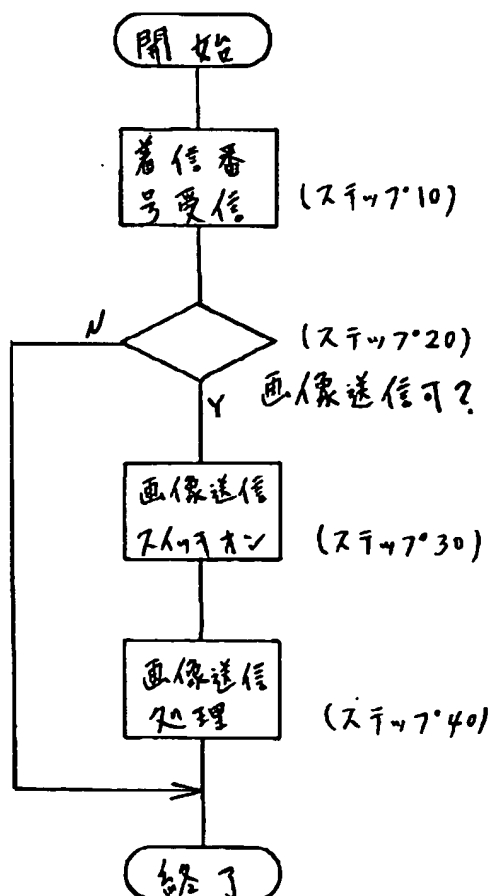 開始
着信番
号受信
(ステップ10)
N
(ステップ20)
Y
画像送信可?
画像送信
スイッチオン
(ステップ30)
画像送信
処理
(ステップ40)
終了